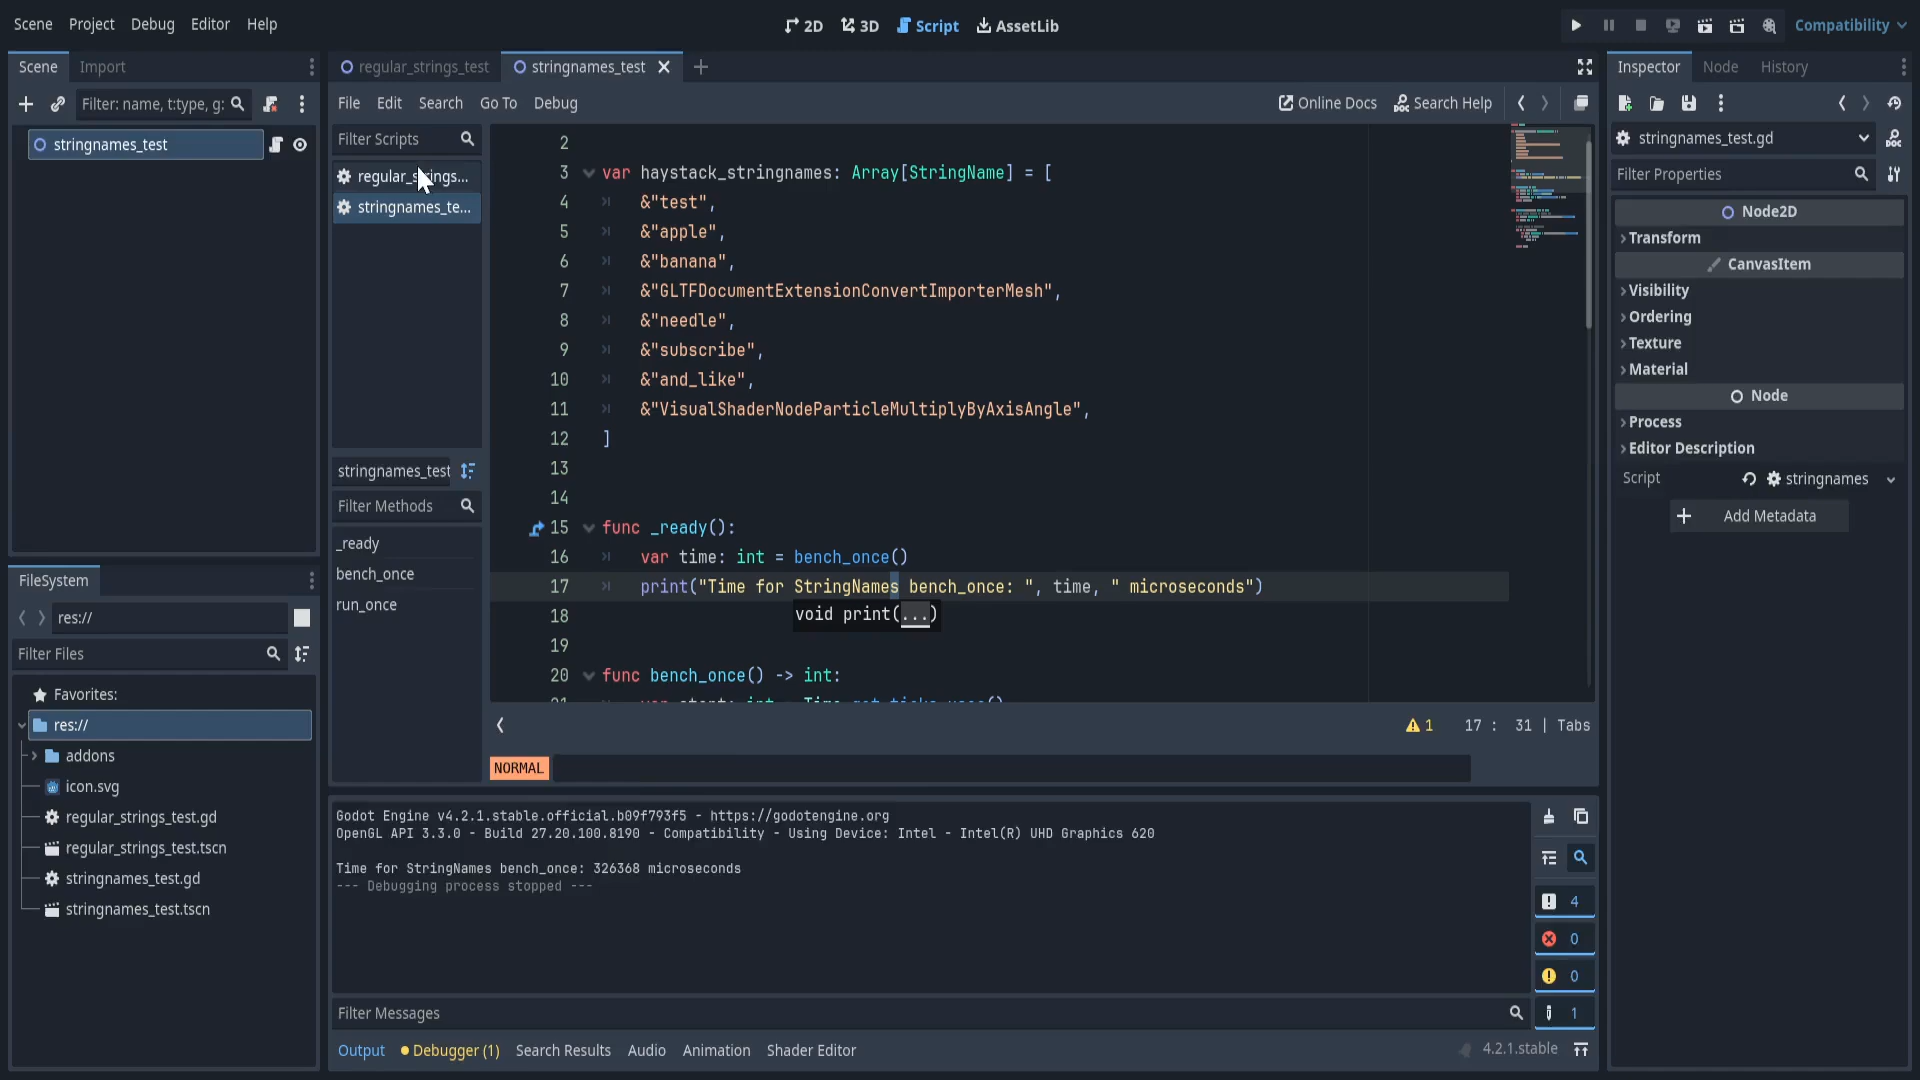 Scene Project Debug Editor Help
2D 3D Script AssetLib
Compatibility
Scene Import
Filter: name, t:type, g:
stringnames_test
FileSystem
res://
Filter Files
Favorites:
res://
addons
icon.svg
regular_strings_test.gd
regular_strings_test.tscn
stringnames_test.gd
stringnames_test.tscn
regular_strings_test stringnames_test
File Edit Search Go To Debug
Online Docs Search Help
Filter Scripts
regular_strings...
stringnames_te...
stringnames_test
Filter Methods
_ready
bench_once
run_once
2
3 var haystack_stringnames: Array[StringName] = [
4 &"test",
5 &"apple",
6 &"banana",
7 &"GLTFDocumentExtensionConvertImporterMesh",
8 &"needle",
9 &"subscribe",
10 &"and_like",
11 &"VisualShaderNodeParticleMultiplyByAxisAngle",
12 ]
13
14
15 func _ready():
16 var time: int = bench_once()
17 print("Time for StringNames bench_once: ", time, " microseconds")
void print(...)
18
19
20 func bench_once() -> int:
21 var start: int = Time.get_ticks_usec()
1 17 : 31 | Tabs
NORMAL
Godot Engine v4.2.1.stable.official.b09f793f5 - https://godotengine.org
OpenGL API 3.3.0 - Build 27.20.100.8190 - Compatibility - Using Device: Intel - Intel(R) UHD Graphics 620
Time for StringNames bench_once: 326368 microseconds
--- Debugging process stopped ---
4
0
0
1
Filter Messages
Output Debugger (1) Search Results Audio Animation Shader Editor
4.2.1.stable
Inspector Node History
stringnames_test.gd
Filter Properties
Node2D
Transform
CanvasItem
Visibility
Ordering
Texture
Material
Node
Process
Editor Description
Script stringnames
Add Metadata